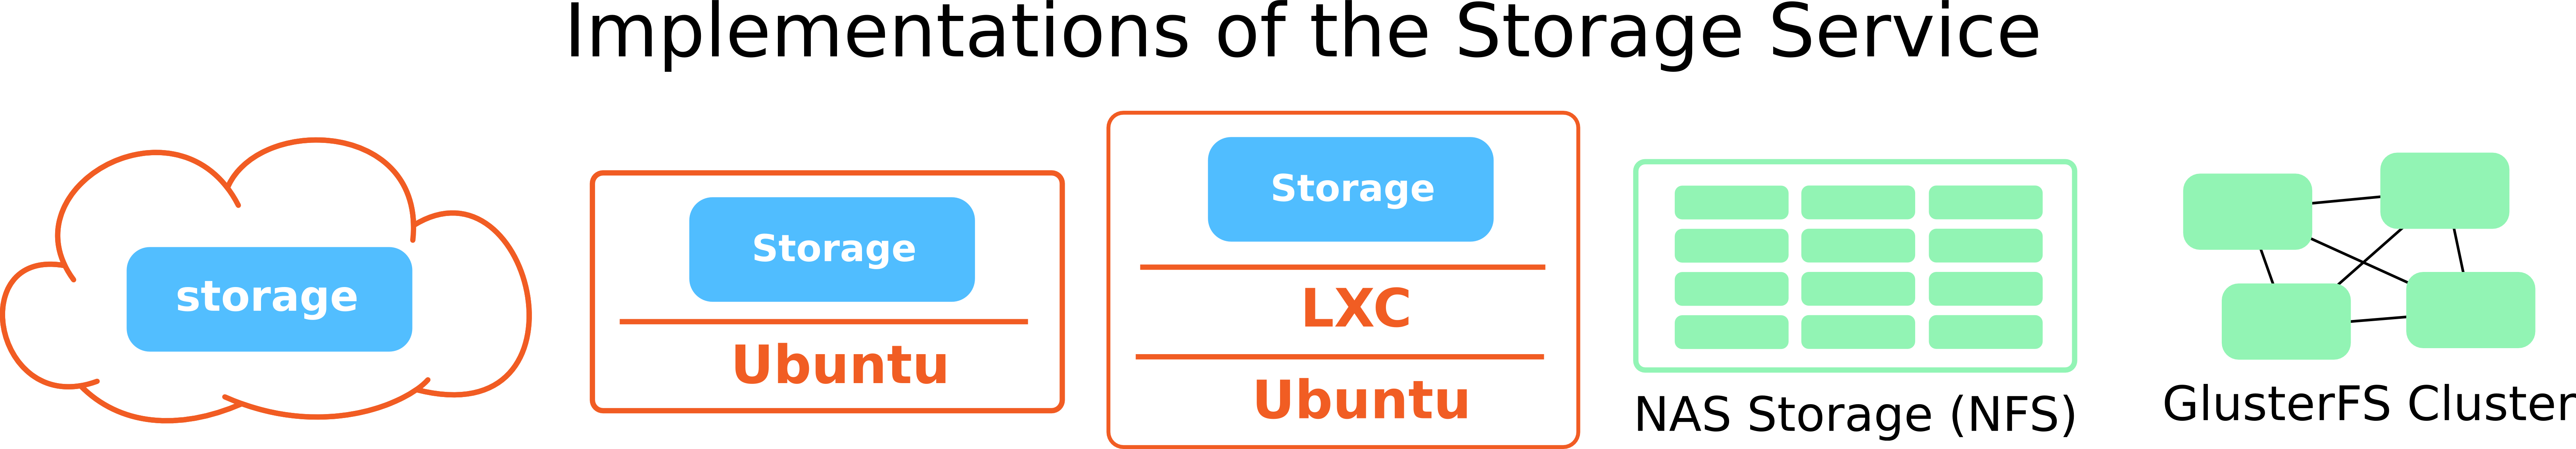 Implementations of the Storage Service
storage
Storage
Ubuntu
Storage
LXC
Ubuntu
NAS Storage (NFS)
GlusterFS Cluster